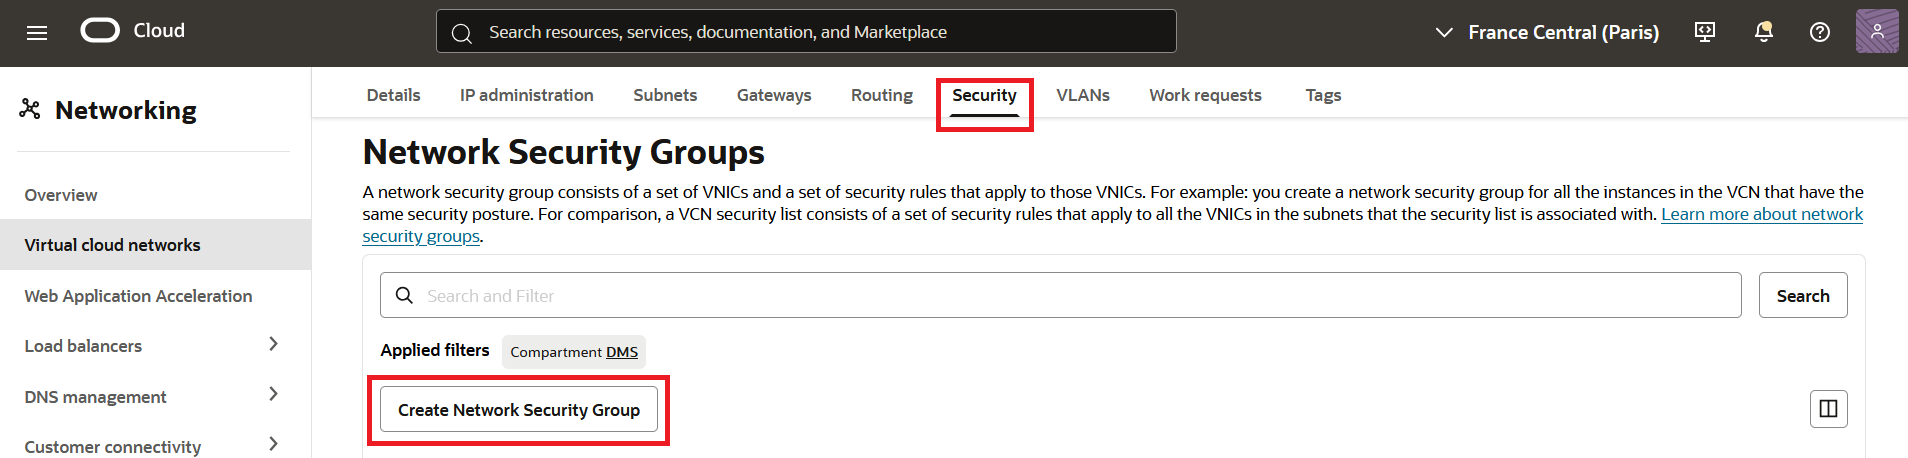 Cloud
Search resources, services, documentation, and Marketplace
France Central (Paris)
Networking
Overview
Virtual cloud networks
Web Application Acceleration
Load balancers
DNS management
Customer connectivity
Details IP administration Subnets Gateways Routing Security VLANs Work requests Tags
Network Security Groups
A network security group consists of a set of VNICs and a set of security rules that apply to those VNICs. For example: you create a network security group for all the instances in the VCN that have the
same security posture. For comparison, a VCN security list consists of a set of security rules that apply to all the VNICs in the subnets that the security list is associated with. Learn more about network
security groups.
Search and Filter
Search
Applied filters Compartment DMS
Create Network Security Group